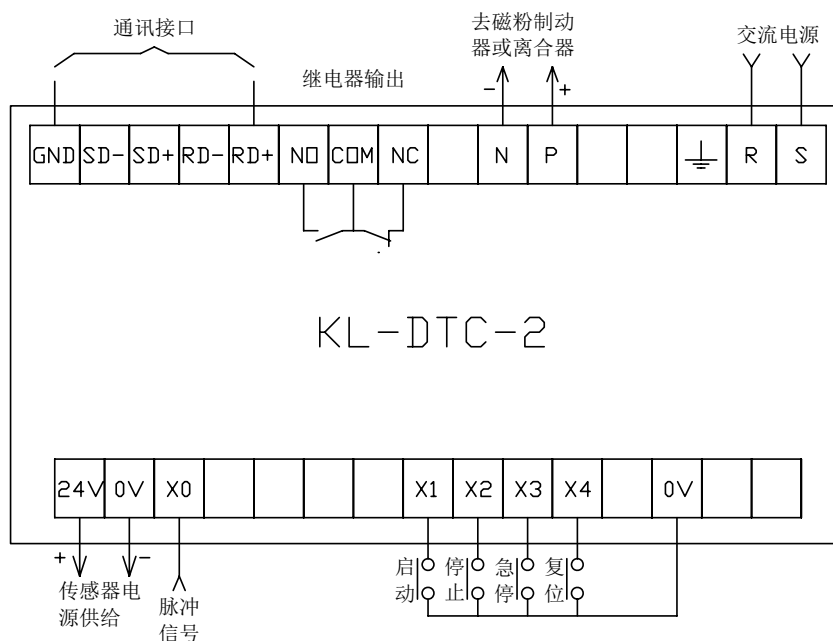 通讯接口
继电器输出
去磁粉制动
器或离合器
交流电源
- +
GND SD- SD+ RD- RD+ NO COM NC N P R S
KL-DTC-2
24V 0V X0 X1 X2 X3 X4 0V
+ -
传感器电
源供给
脉冲
信号
启动
停止
急停
复位